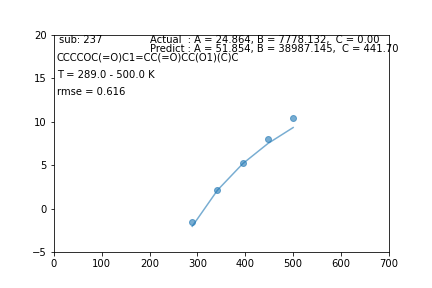 sub: 237
Actual : A = 24.864, B = 7778.132, C = 0.00
Predict : A = 51.854, B = 38987.145, C = 441.70
CCCCOC(=O)C1=CC(=O)CC(O1)(C)C
T = 289.0 - 500.0 K
rmse = 0.616
20
15
10
5
0
−5
0 100 200 300 400 500 600 700